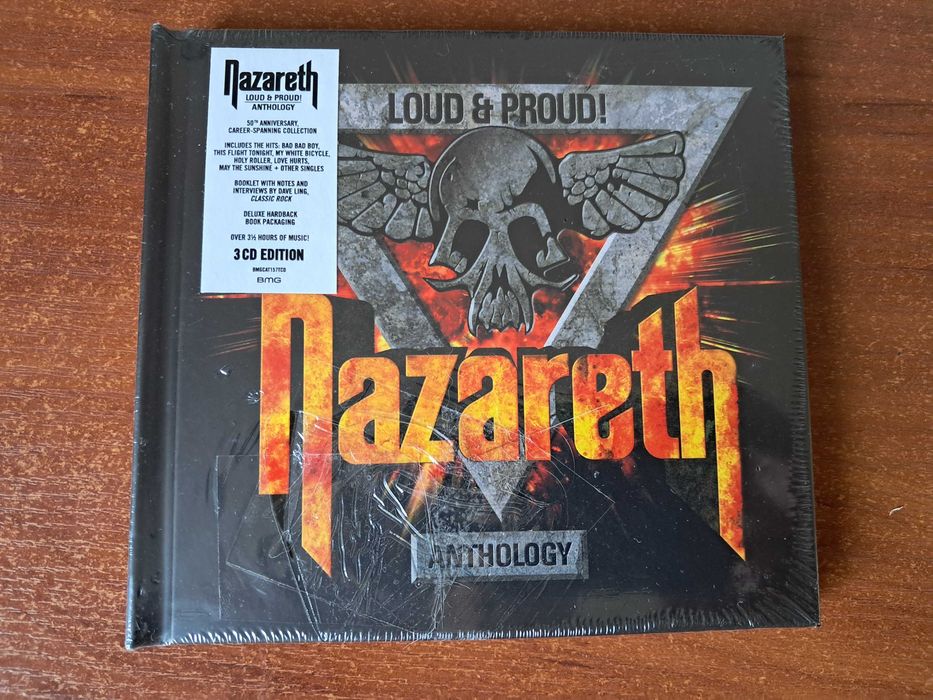 Nazareth
LOUD & PROUD!
ANTHOLOGY
50TH ANNIVERSARY,
CAREER-SPANNING COLLECTION
INCLUDES THE HITS: BAD BAD BOY,
THIS FLIGHT TONIGHT, MY WHITE BICYCLE,
HOLY ROLLER, LOVE HURTS,
MAY THE SUNSHINE + OTHER SINGLES
BOOKLET WITH NOTES AND
INTERVIEWS BY DAVE LING,
CLASSIC ROCK
DELUXE HARDBACK
BOOK PACKAGING
OVER 3½ HOURS OF MUSIC!
3 CD EDITION
BMGCAT157TCD
BMG
LOUD & PROUD!
Nazareth
ANTHOLOGY